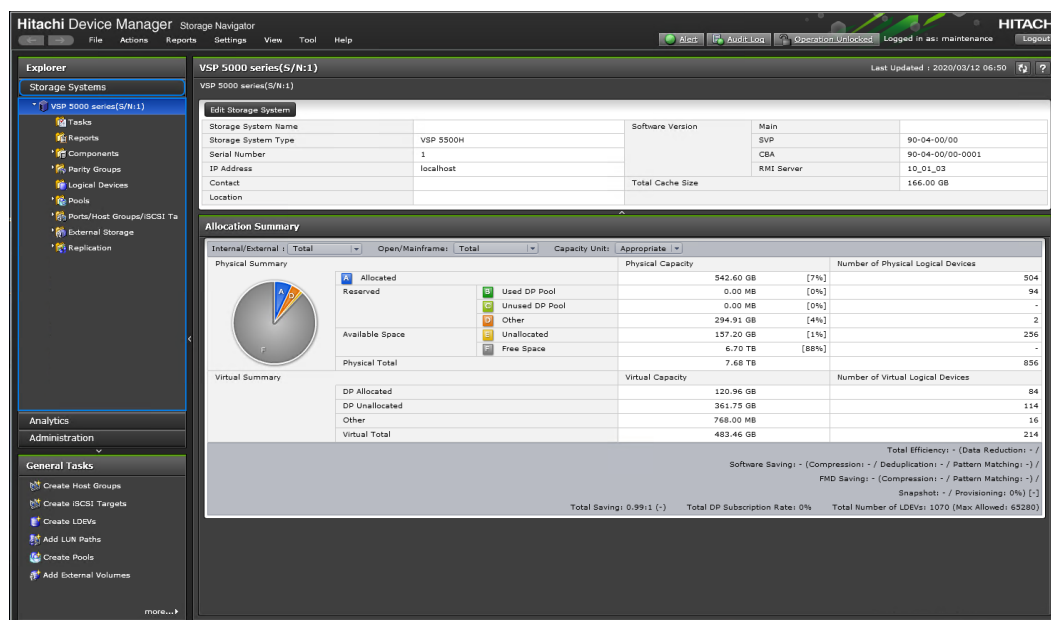 Hitachi Device Manager Storage Navigator HITACH
File Actions Reports Settings View Tool Help Alert Audit Log Operation Unlocked Logged in as: maintenance Logout
Explorer
Storage Systems
VSP 5000 series(S/N:1)
Tasks
Reports
Components
Parity Groups
Logical Devices
Pools
Ports/Host Groups/iSCSI Ta
External Storage
Replication
Analytics
Administration
General Tasks
Create Host Groups
Create iSCSI Targets
Create LDEVs
Add LUN Paths
Create Pools
Add External Volumes
more...
VSP 5000 series(S/N:1) Last Updated : 2020/03/12 06:50 ?
VSP 5000 series(S/N:1)
Edit Storage System
Storage System Name Software Version Main
Storage System Type VSP 5500H SVP 90-04-00/00
Serial Number 1 CBA 90-04-00/00-0001
IP Address localhost RMI Server 10_01_03
Contact Total Cache Size 166.00 GB
Location
Allocation Summary
Internal/External : Total Open/Mainframe: Total Capacity Unit: Appropriate
Physical Summary Physical Capacity Number of Physical Logical Devices
A Allocated 542.60 GB [7%] 504
Reserved B Used DP Pool 0.00 MB [0%] 94
C Unused DP Pool 0.00 MB [0%] -
D Other 294.91 GB [4%] 2
Available Space E Unallocated 157.20 GB [1%] 256
F Free Space 6.70 TB [88%] -
Physical Total 7.68 TB 856
A D F
Virtual Summary Virtual Capacity Number of Virtual Logical Devices
DP Allocated 120.96 GB 84
DP Unallocated 361.75 GB 114
Other 768.00 MB 16
Virtual Total 483.46 GB 214
Total Efficiency: - (Data Reduction: - /
Software Saving: - (Compression: - / Deduplication: - / Pattern Matching: -) /
FMD Saving: - (Compression: - / Pattern Matching: -) /
Snapshot: - / Provisioning: 0%) [-]
Total Saving: 0.99:1 (-) Total DP Subscription Rate: 0% Total Number of LDEVs: 1070 (Max Allowed: 65280)